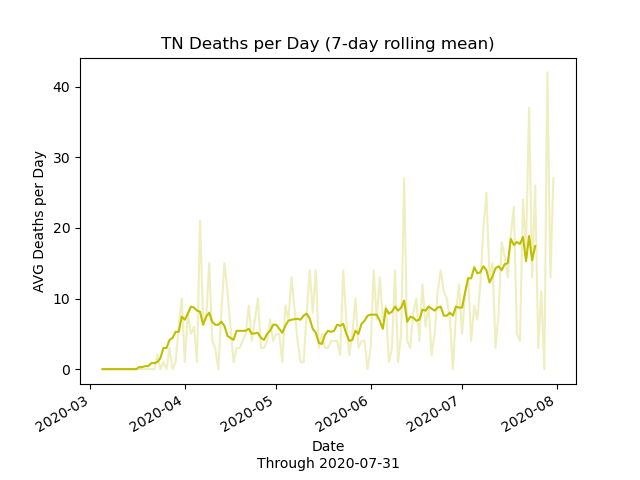 TN Deaths per Day (7-day rolling mean)
AVG Deaths per Day
40
30
20
10
0
2020-03
2020-04
2020-05
2020-06
2020-07
2020-08
Date
Through 2020-07-31